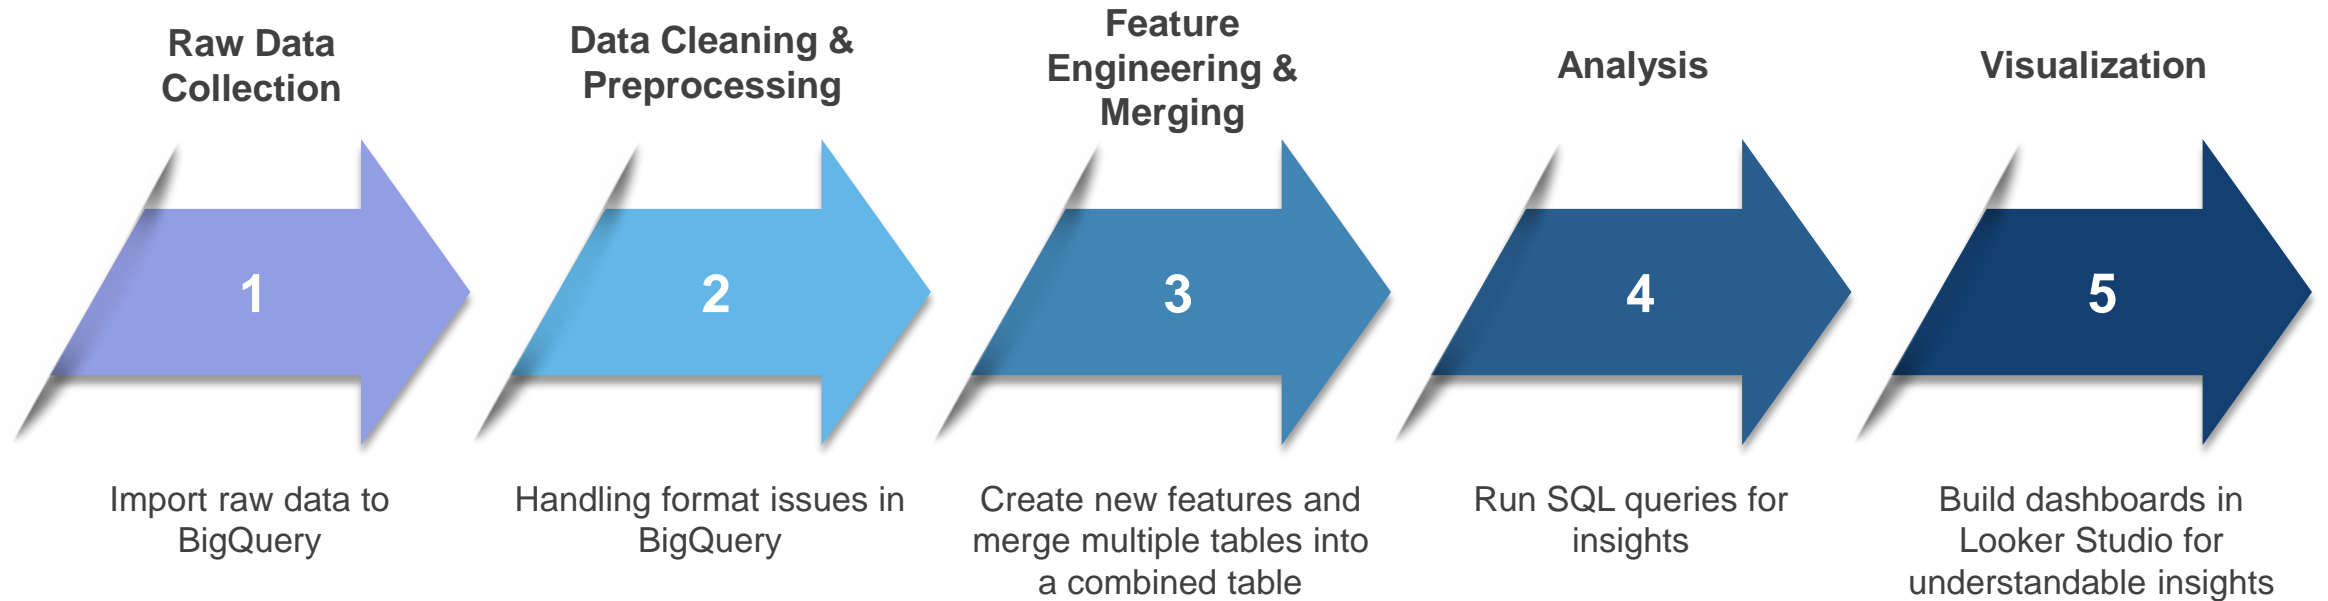 Raw Data
Collection
Data Cleaning &
Preprocessing
Feature
Engineering &
Merging
Analysis
Visualization
1
2
3
4
5
Import raw data to
BigQuery
Handling format issues in
BigQuery
Create new features and
merge multiple tables into
a combined table
Run SQL queries for
insights
Build dashboards in
Looker Studio for
understandable insights